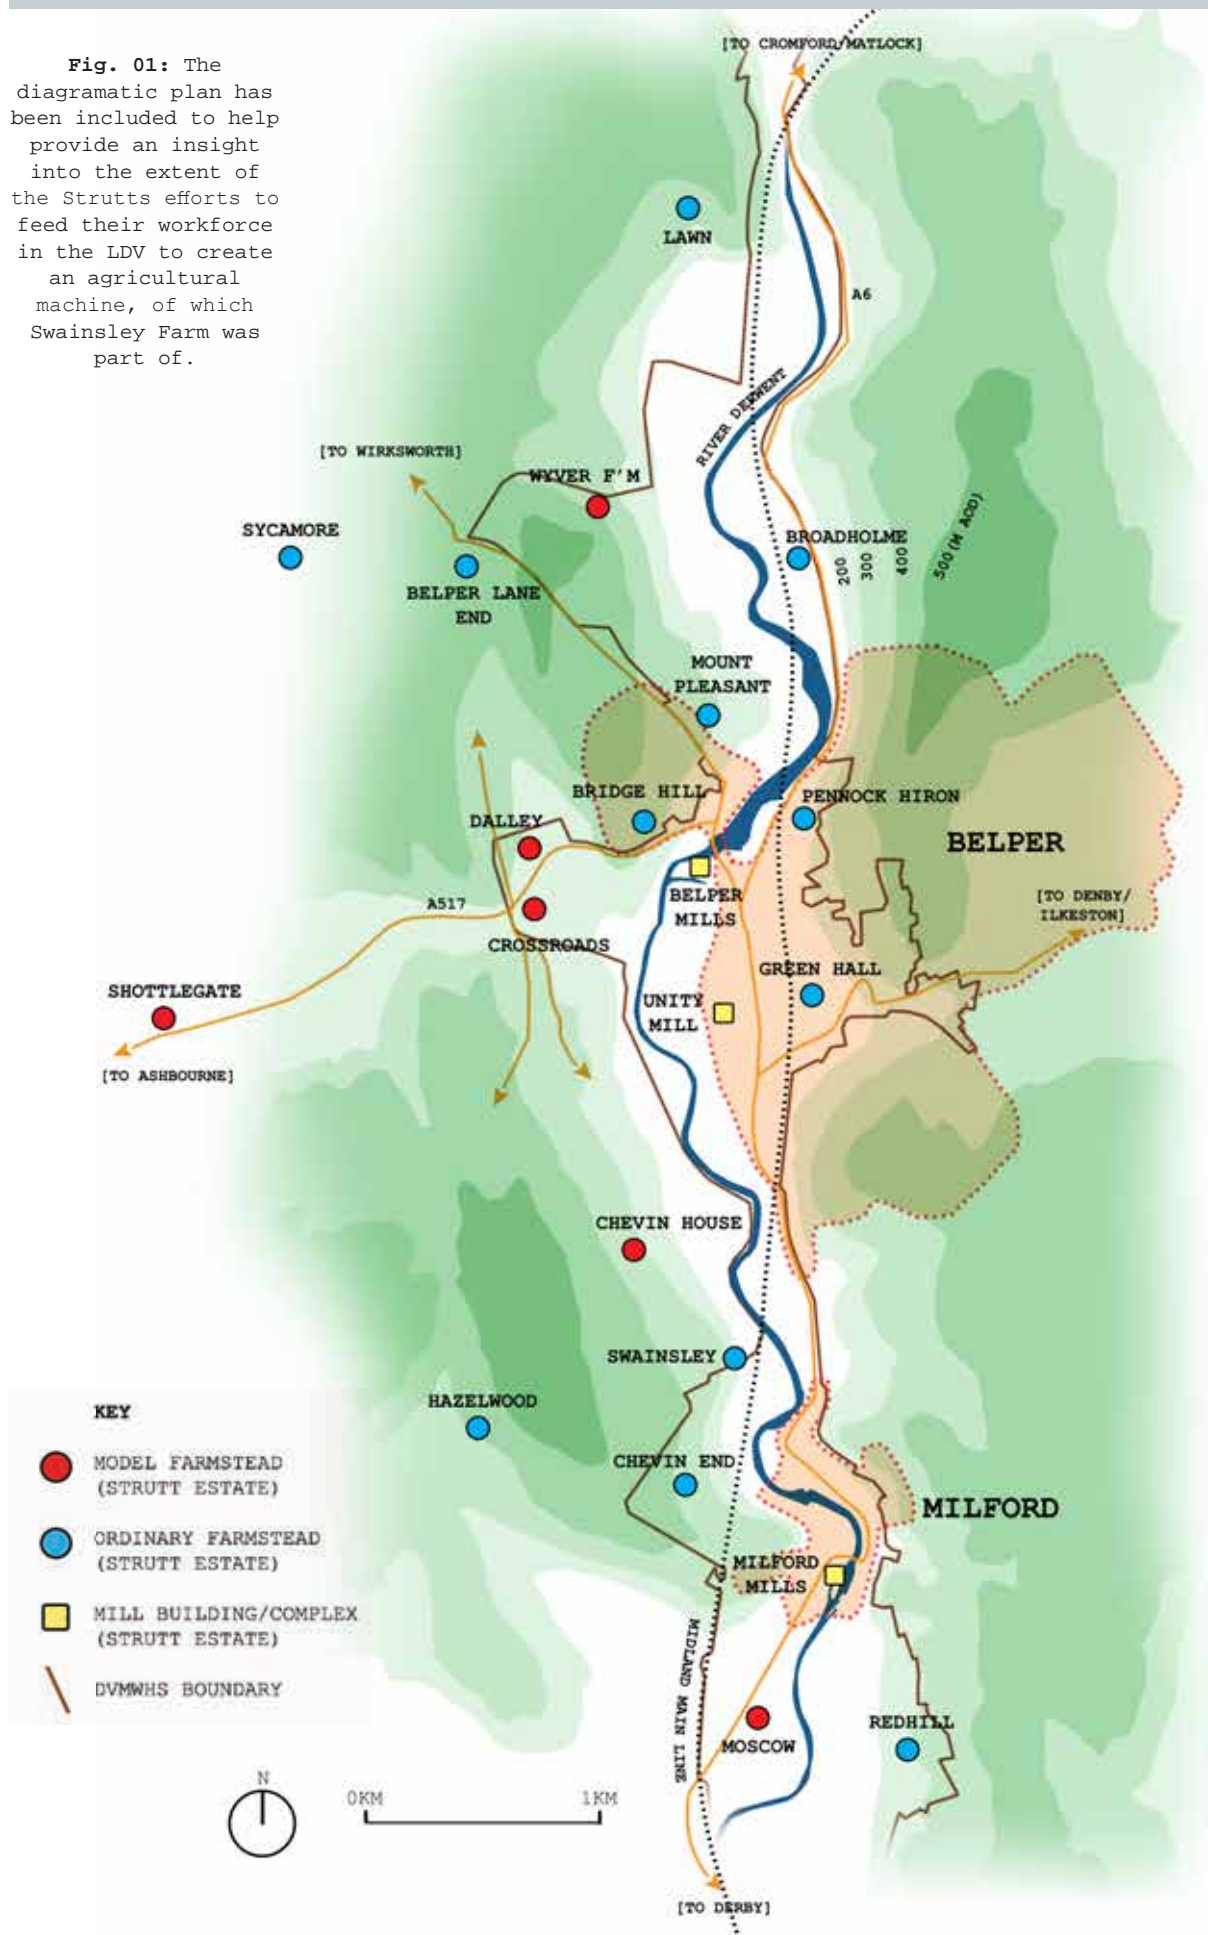 Fig. 01: The
diagramatic plan has
been included to help
provide an insight
into the extent of
the Strutts efforts to
feed their workforce
in the LDV to create
an agricultural
machine, of which
Swainsley Farm was
part of.
[TO CROMFORD/MATLOCK]
LAWN
A6
RIVER DERWENT
[TO WIRKSWORTH]
WYVER F'M
SYCAMORE
BROADHOLME
200
300
400
500 (M AOD)
BELPER LANE
END
MOUNT
PLEASANT
BRIDGE HILL
PENNOCK HIRON
DALLEY
BELPER
A517
BELPER
MILLS
[TO DENBY/
ILKESTON]
CROSSROADS
GREEN HALL
SHOTTLEGATE
UNITY
MILL
[TO ASHBOURNE]
CHEVIN HOUSE
SWAINSLEY
HAZELWOOD
CHEVIN END
MILFORD
MILFORD
MILLS
MIDLAND MAIN LINE
MOSCOW
REDHILL
[TO DERBY]
KEY
MODEL FARMSTEAD
(STRUTT ESTATE)
ORDINARY FARMSTEAD
(STRUTT ESTATE)
MILL BUILDING/COMPLEX
(STRUTT ESTATE)
DVMWHS BOUNDARY
N
0KM
1KM